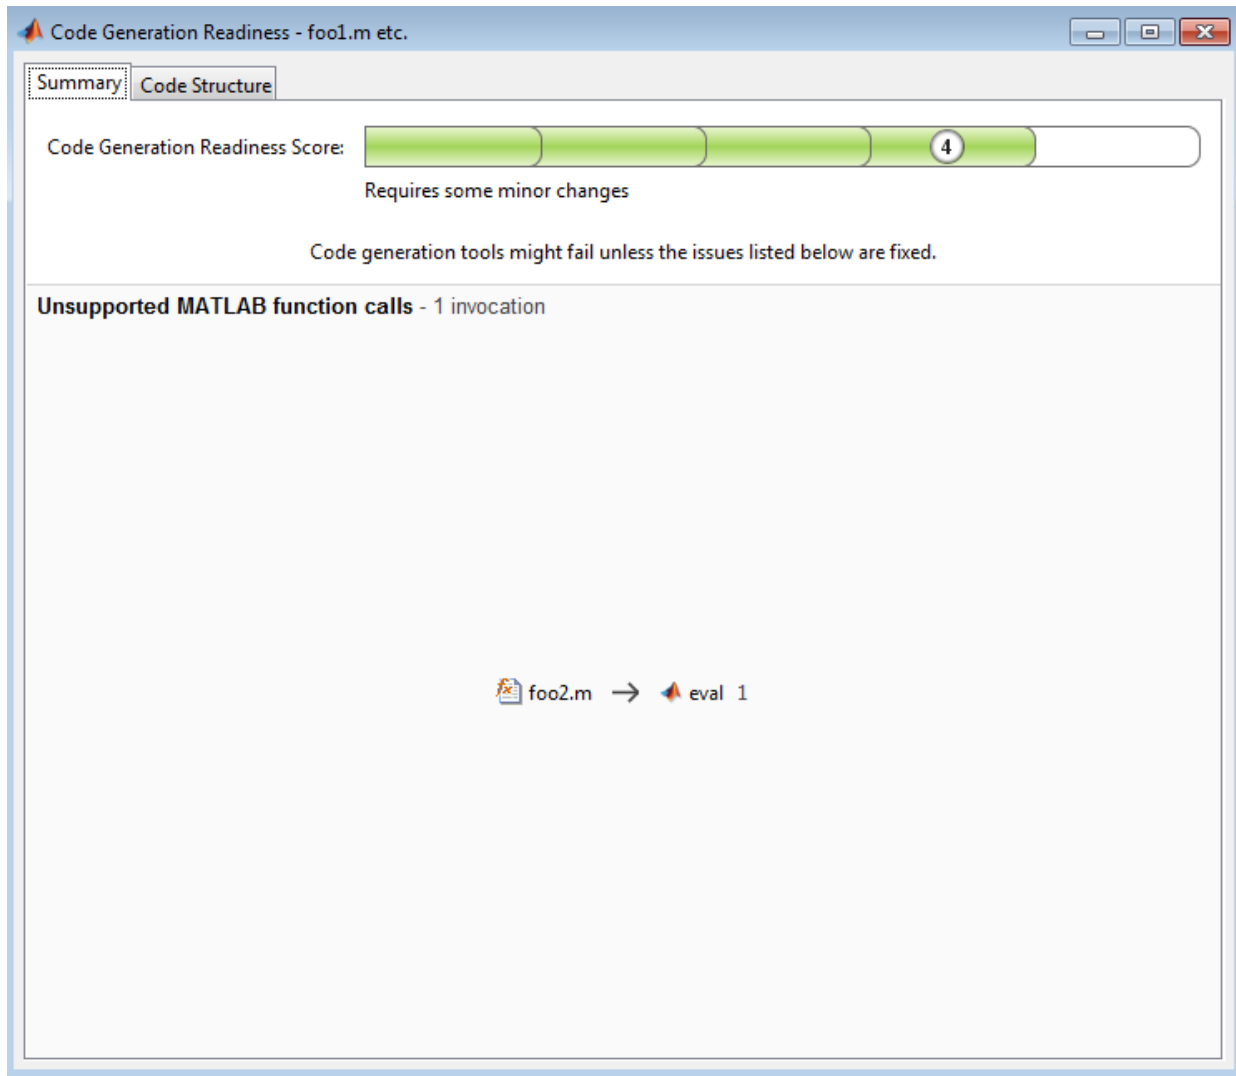 Code Generation Readiness - foo1.m etc.
Summary Code Structure
Code Generation Readiness Score: 4
Requires some minor changes
Code generation tools might fail unless the issues listed below are fixed.
Unsupported MATLAB function calls - 1 invocation
foo2.m → eval 1